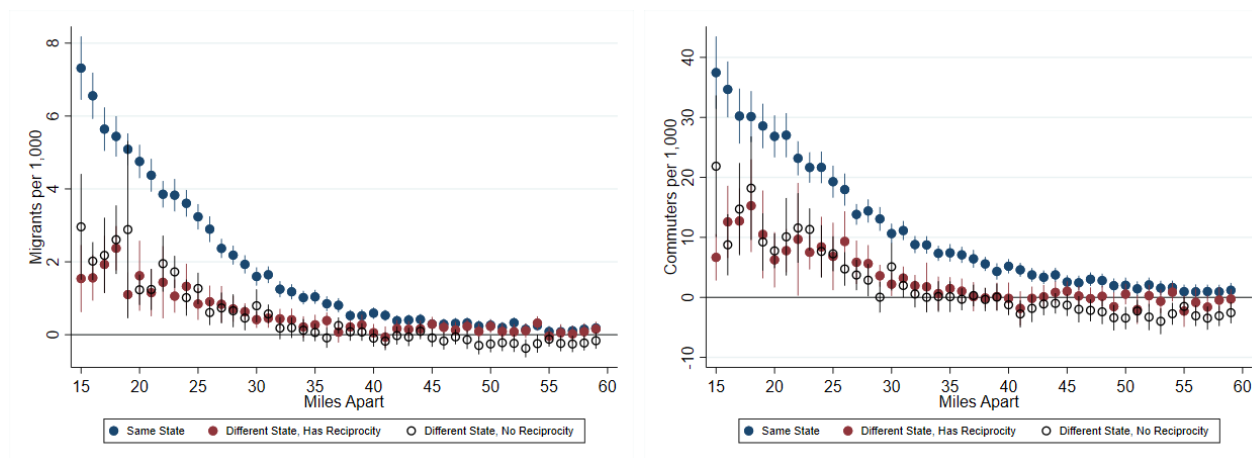 Migrants per 1,000
8
6
4
2
0
15 20 25 30 35 40 45 50 55 60
Miles Apart
Same State Different State, Has Reciprocity Different State, No Reciprocity
Commuters per 1,000
40
30
20
10
0
-10
15 20 25 30 35 40 45 50 55 60
Miles Apart
Same State Different State, Has Reciprocity Different State, No Reciprocity